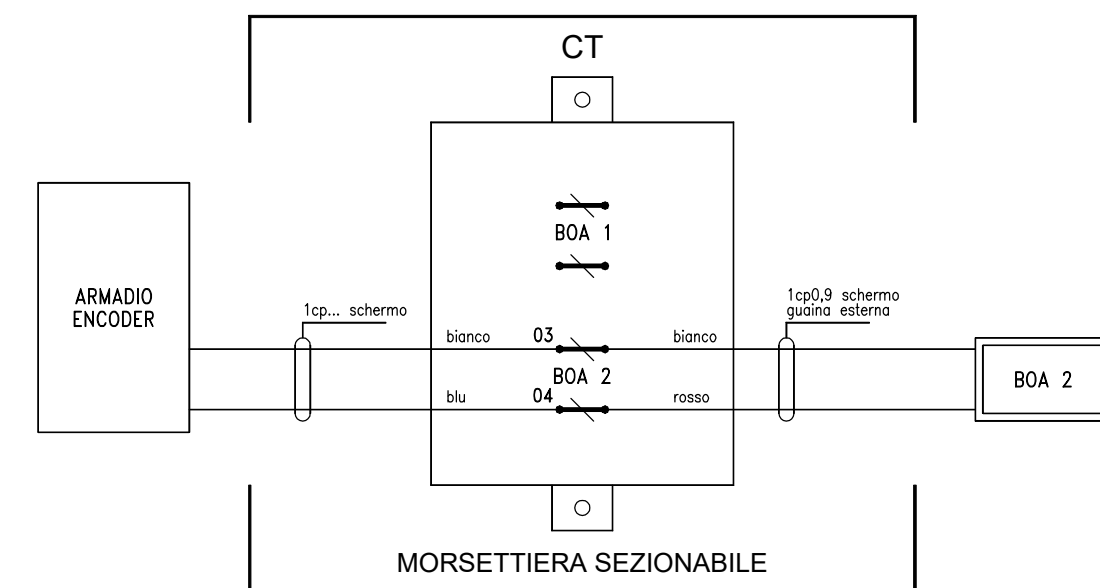 CT
BOA 1
ARMADIO
ENCODER
1cp... schermo
1cp0,9 schermo
guaina esterna
bianco 03 bianco
BOA 2
blu 04 rosso
BOA 2
MORSETTIERA SEZIONABILE